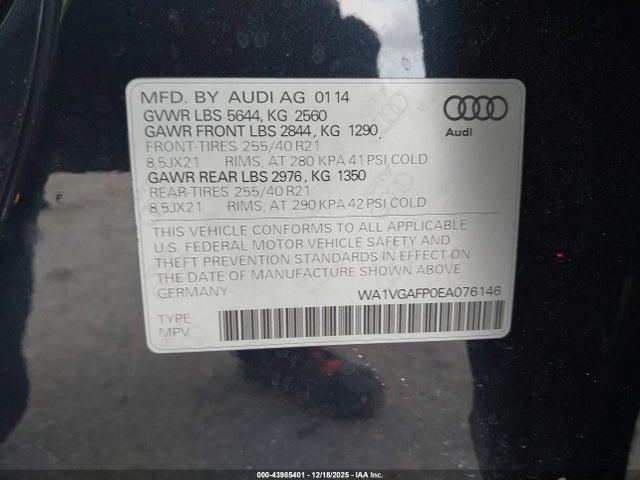 MFD. BY AUDI AG 01 14
GVWR LBS 5644, KG 2560
GAWR FRONT LBS 2844, KG 1290
FRONT-TIRES 255/40 R21
8,5JX21 RIMS, AT 280 KPA 41 PSI COLD
GAWR REAR LBS 2976, KG 1350
REAR-TIRES 255/40 R21
8,5JX21 RIMS, AT 290 KPA 42 PSI COLD
Audi
THIS VEHICLE CONFORMS TO ALL APPLICABLE
U.S. FEDERAL MOTOR VEHICLE SAFETY AND
THEFT PREVENTION STANDARDS IN EFFECT ON
THE DATE OF MANUFACTURE SHOWN ABOVE.
GERMANY WA1VGAFP0EA076146
TYPE:
MPV
000-43985401 | 12/18/2025 | IAA Inc.